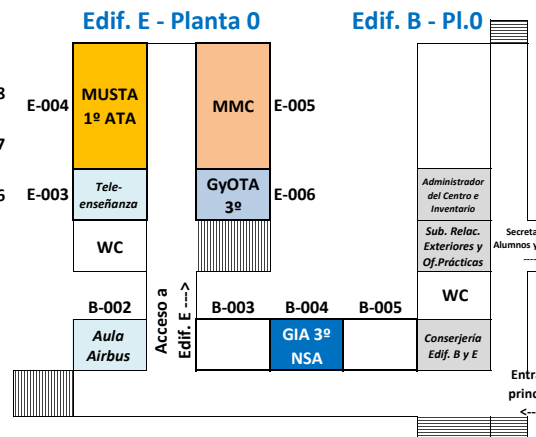 Edif. E - Planta 0
Edif. B - Pl.0
E-004
MUSTA
1º ATA
MMC
E-005
E-003
Tele-
enseñanza
GyOTA
3º
E-006
WC
Administrador
del Centro e
Inventario
Sub. Relac.
Exteriores y
Of.Prácticas
Alumnos y
WC
B-002
Aula
Airbus
Acceso a
Edif. E --->
B-003
B-004
B-005
GIA 3º
NSA
Conserjería
Edif. B y E